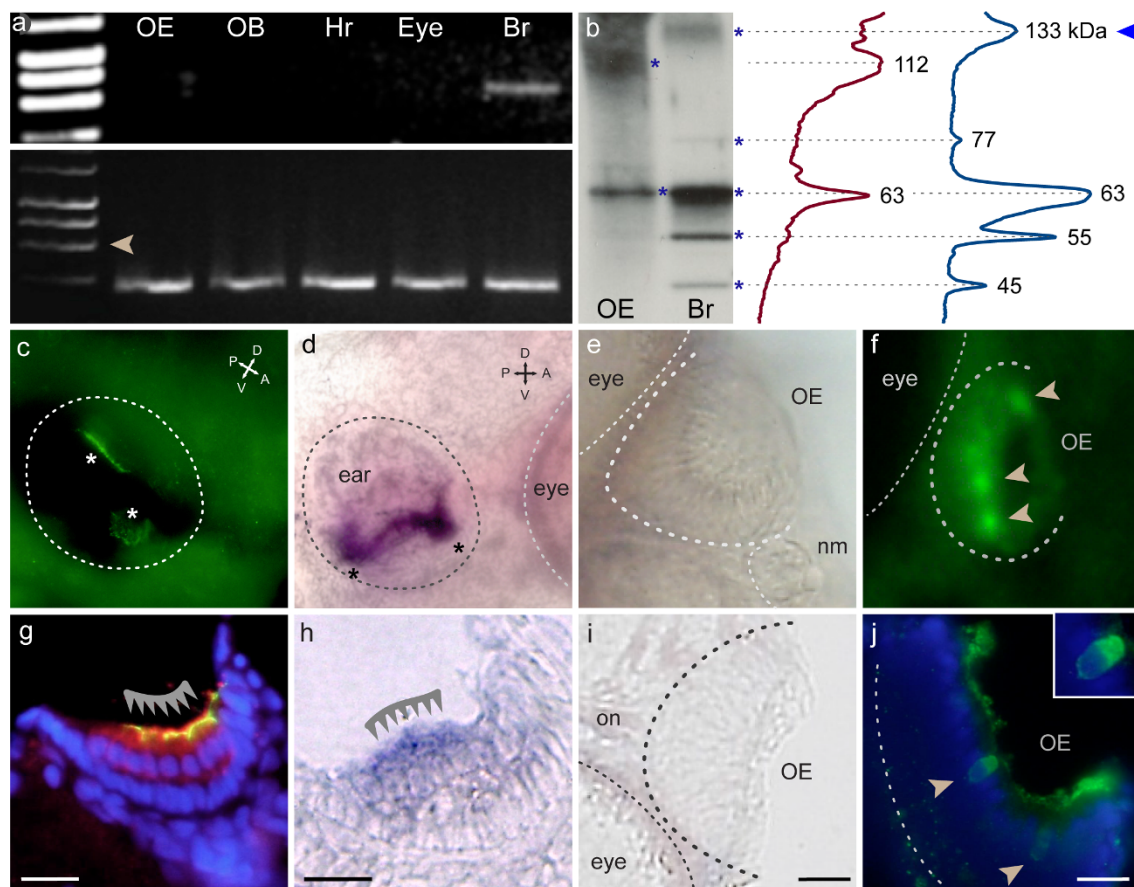 a OE OB Hr Eye Br
b OE Br
133 kDa
112
77
63 63
55
45
c D P A V
d D P A V ear eye
e eye OE nm
f eye OE
g
h
i on OE eye
j OE